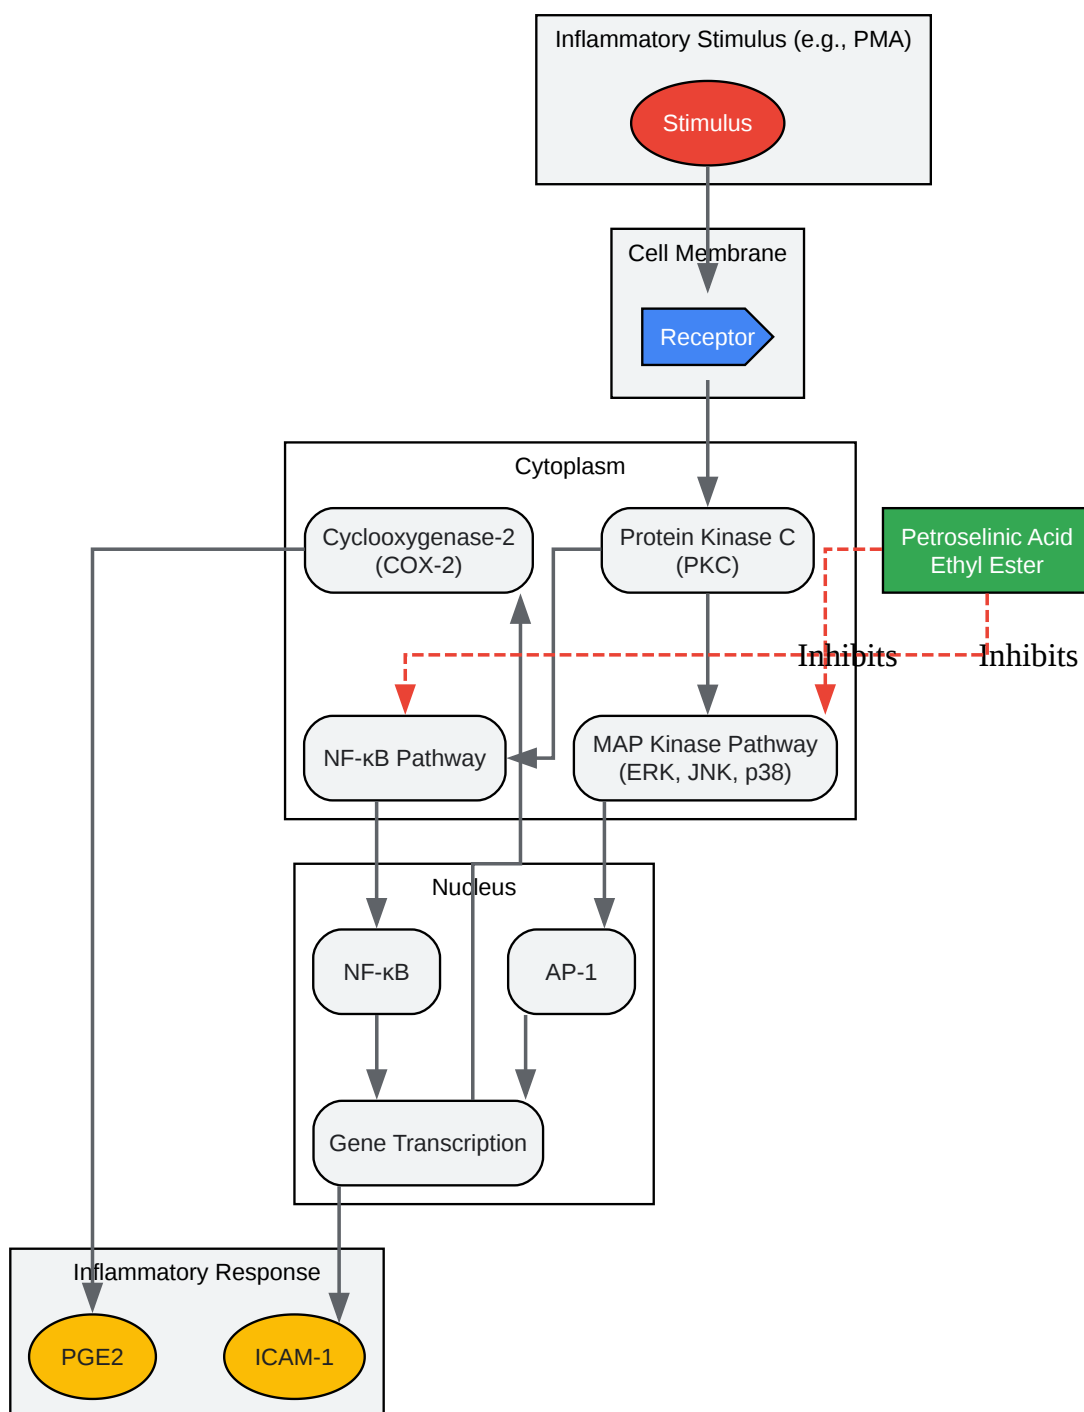 Inflammatory Stimulus (e.g., PMA)
Stimulus
Cell Membrane
Receptor
Cytoplasm
Cyclooxygenase-2
(COX-2)
Protein Kinase C
(PKC)
Petroselinic Acid
Ethyl Ester
Inhibits
Inhibits
NF-κB Pathway
MAP Kinase Pathway
(ERK, JNK, p38)
Nucleus
NF-κB
AP-1
Gene Transcription
Inflammatory Response
PGE2
ICAM-1